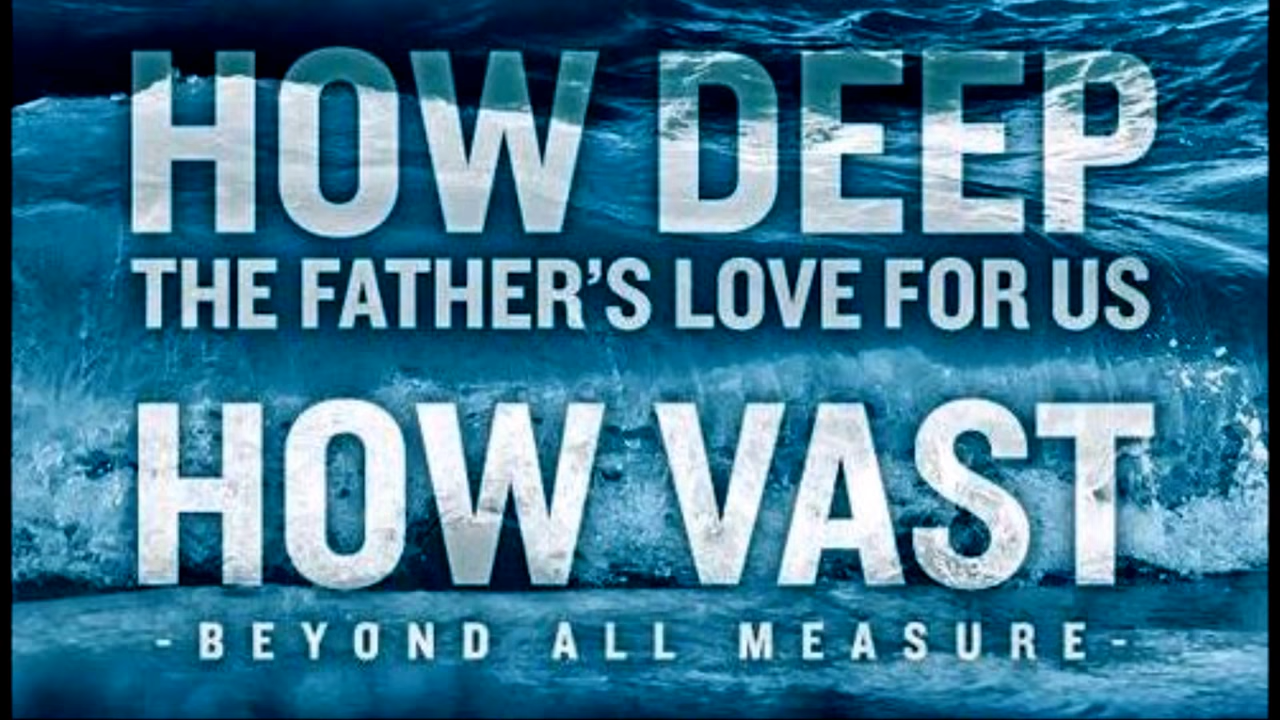 HOW DEEP
THE FATHER'S LOVE FOR US
HOW VAST
-BEYOND ALL MEASURE-